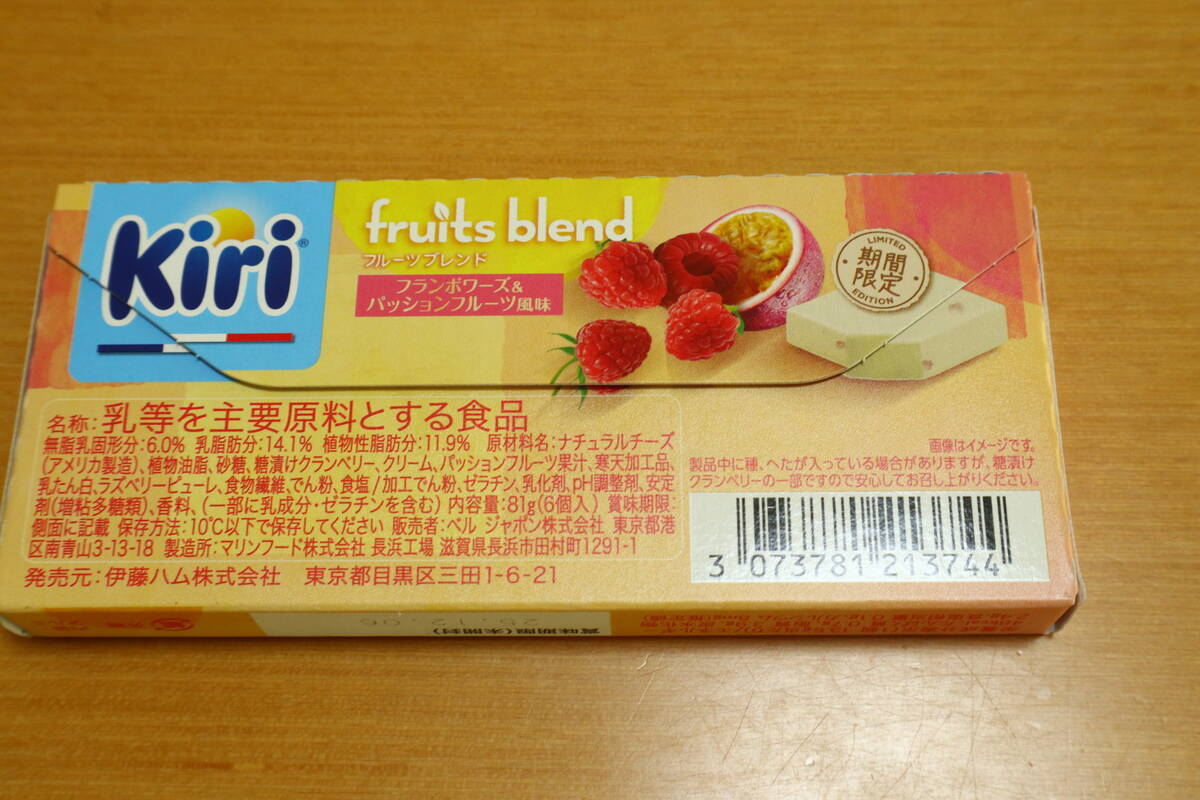 Kiri®
fruits blend
フルーツブレンド
フランボワーズ&
パッションフルーツ風味
LIMITED
期間
限定
EDITION
名称:乳等を主要原料とする食品
無脂乳固形分:6.0% 乳脂肪分:14.1% 植物性脂肪分:11.9% 原材料名:ナチュラルチーズ
(アメリカ製造)、植物油脂、砂糖、糖漬けクランベリー、クリーム、パッションフルーツ果汁、寒天加工品、
乳たん白、ラズベリーピューレ、食物繊維、でん粉、食塩/加工でん粉、ゼラチン、乳化剤、pH調整剤、安定
剤(増粘多糖類)、香料、(一部に乳成分・ゼラチンを含む) 内容量:81g(6個入) 賞味期限:
側面に記載 保存方法:10℃以下で保存してください 販売者:ベル ジャポン株式会社 東京都港
区南青山3-13-18 製造所:マリンフード株式会社 長浜工場 滋賀県長浜市田村町1291-1
発売元:伊藤ハム株式会社 東京都目黒区三田1-6-21
画像はイメージです。
製品中に種、へたが入っている場合がありますが、糖漬け
クランベリーの一部ですので安心してお召し上がりください。
3 073781 213744
賞味期限(未開封)
25.12.06